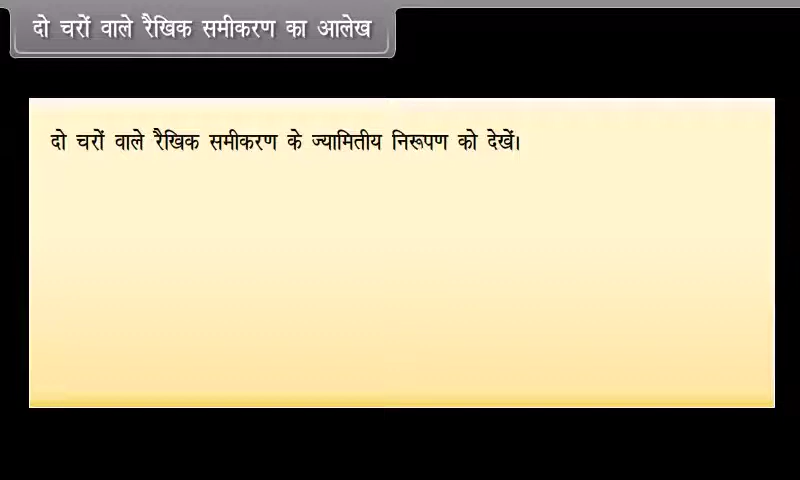 दो चरों वाले रैखिक समीकरण का आलेख
दो चरों वाले रैखिक समीकरण के ज्यामितीय निरूपण को देखें।